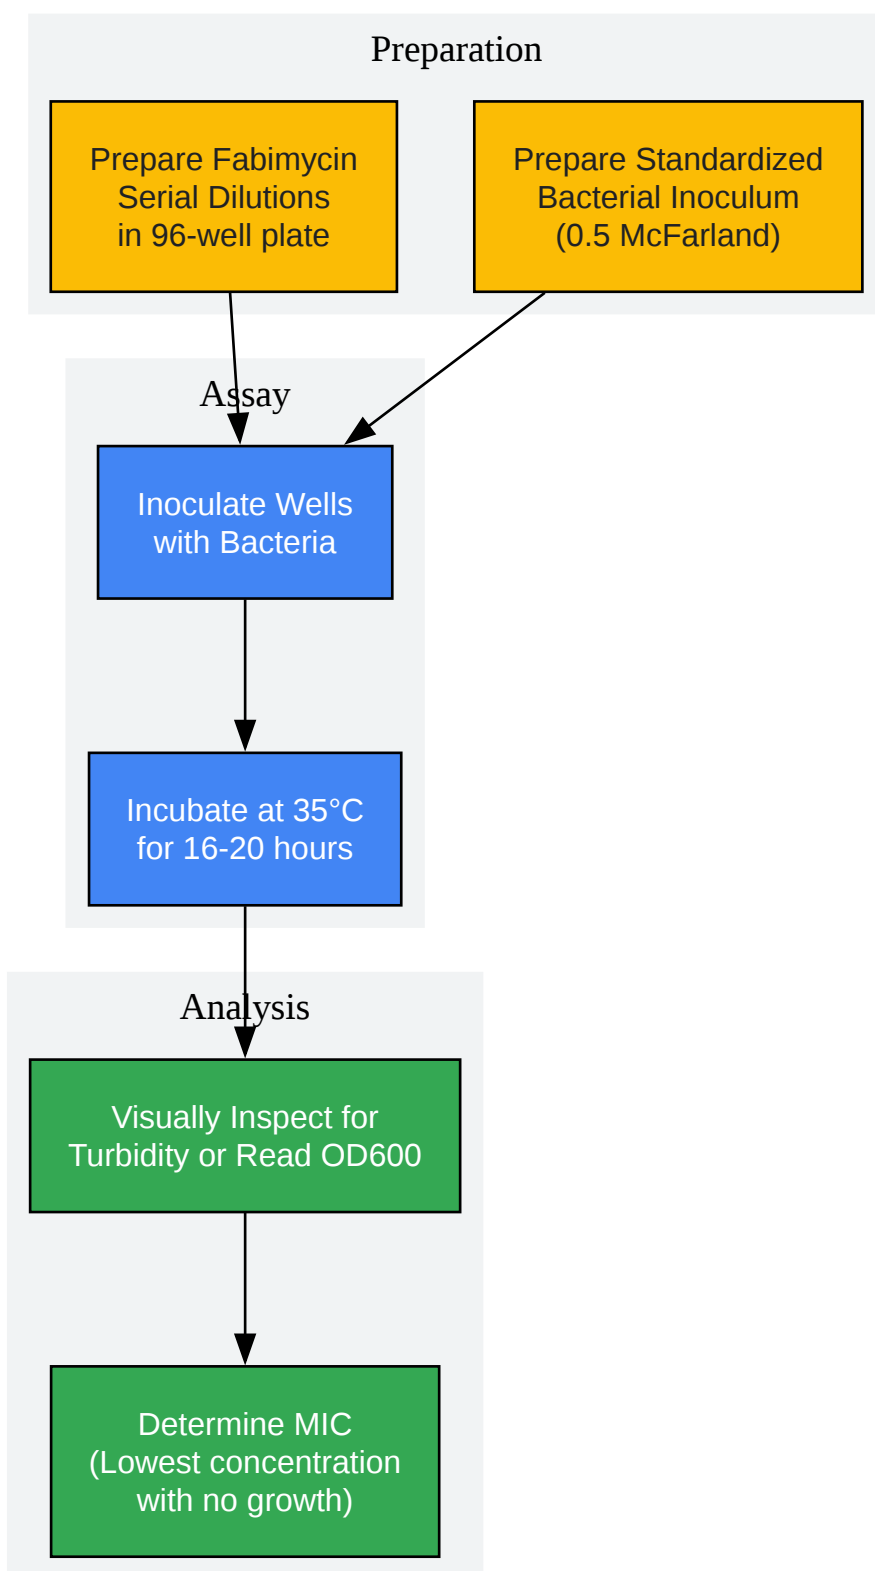 Preparation
Prepare Fabimycin
Serial Dilutions
in 96-well plate
Prepare Standardized
Bacterial Inoculum
(0.5 McFarland)
Assay
Inoculate Wells
with Bacteria
Incubate at 35°C
for 16-20 hours
Analysis
Visually Inspect for
Turbidity or Read OD600
Determine MIC
(Lowest concentration
with no growth)